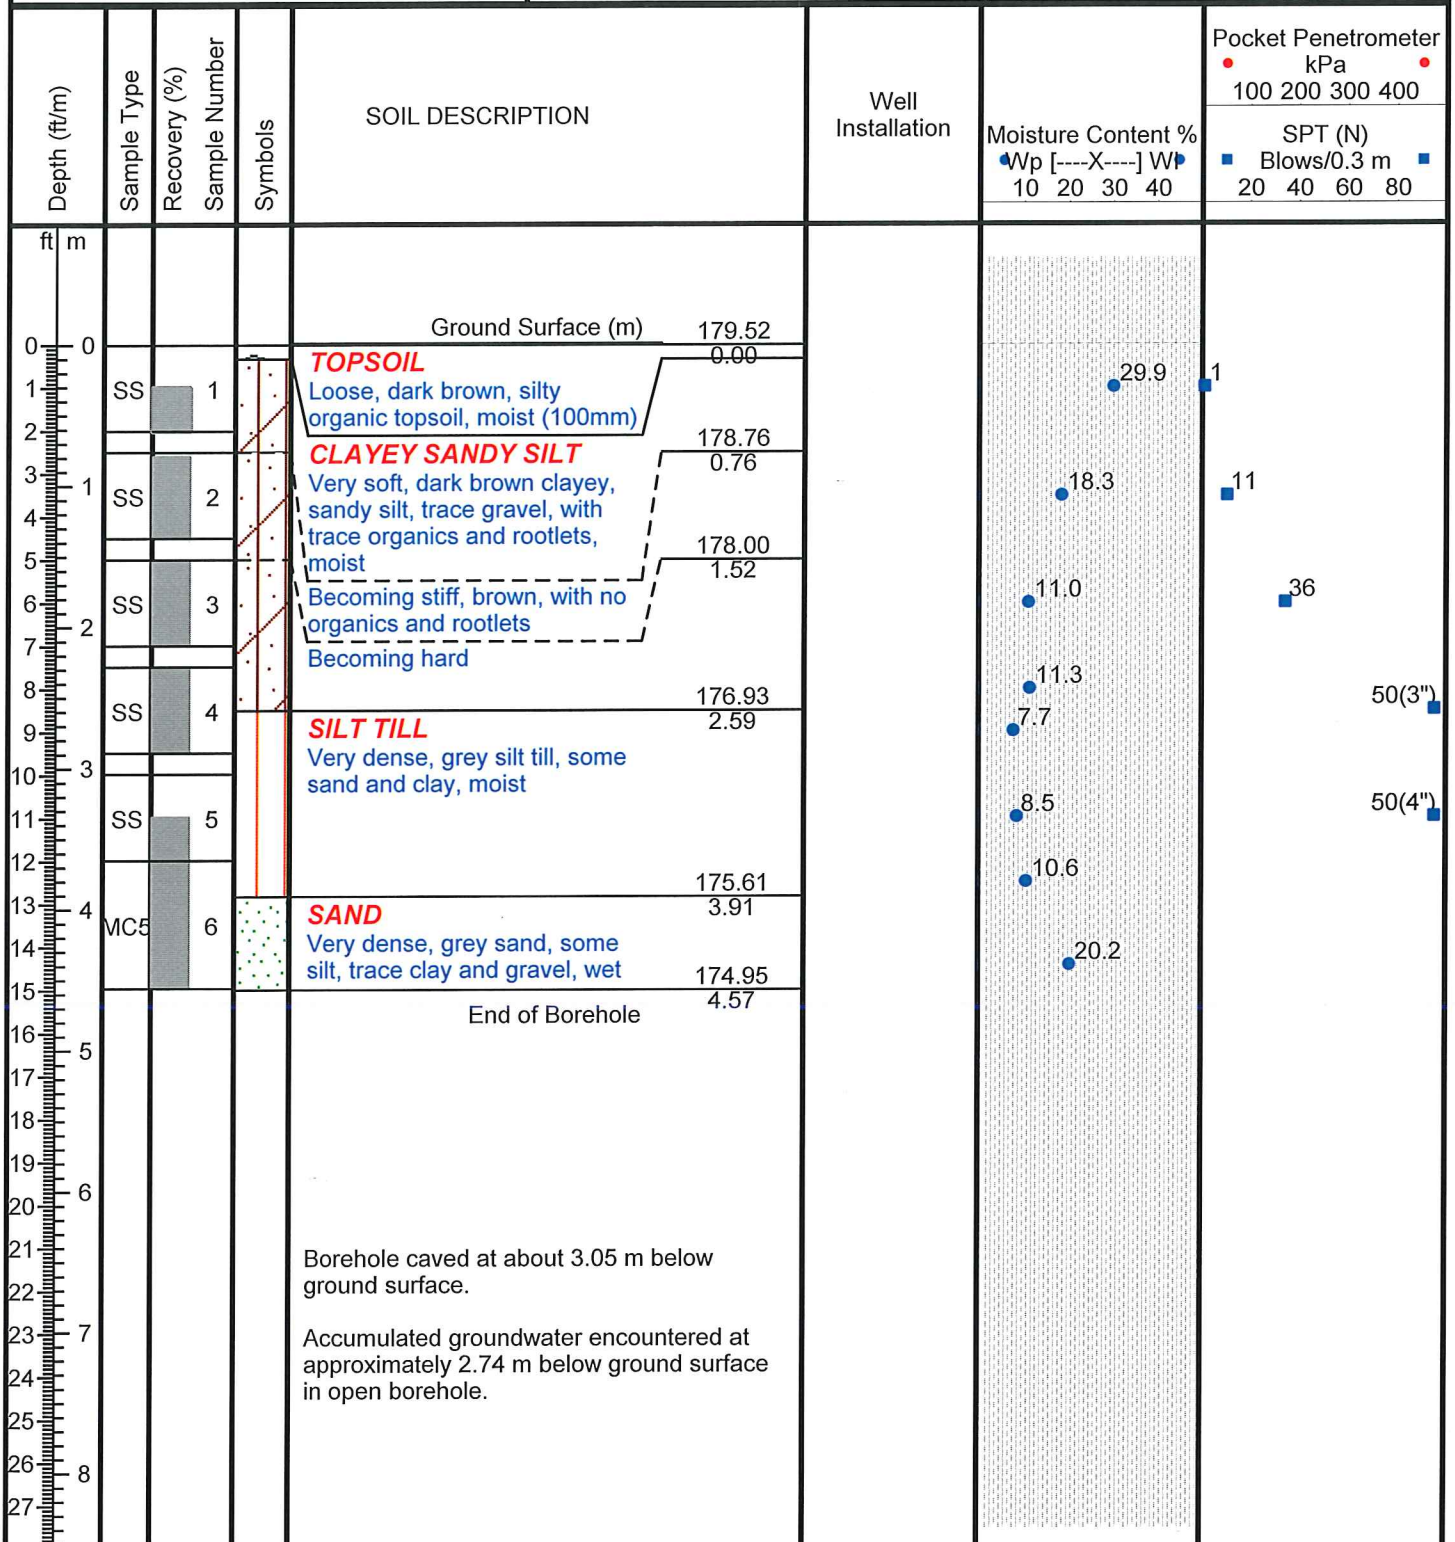 Depth (ft/m)
Sample Type
Recovery (%)
Sample Number
Symbols
SOIL DESCRIPTION
Well
Installation
Moisture Content %
Wp [----X----] Wl
10 20 30 40
Pocket Penetrometer
kPa
100 200 300 400
SPT (N)
Blows/0.3 m
20 40 60 80
ft m
Ground Surface (m) 179.52
0 0
0.00
TOPSOIL
Loose, dark brown, silty
organic topsoil, moist (100mm)
1 SS 1
29.9 1
2
178.76
0.76
CLAYEY SANDY SILT
Very soft, dark brown clayey,
sandy silt, trace gravel, with
trace organics and rootlets,
moist
3 1 SS 2
18.3 11
4
178.00
1.52
5
Becoming stiff, brown, with no
organics and rootlets
6 SS 3
11.0 36
2
7
Becoming hard
11.3
8
176.93
2.59
50(3")
SS 4
7.7
9
SILT TILL
Very dense, grey silt till, some
sand and clay, moist
10 3
11 SS 5
8.5 50(4")
12
10.6
175.61
3.91
13 4
SAND
Very dense, grey sand, some
silt, trace clay and gravel, wet
MC5 6
14
20.2
174.95
4.57
15
End of Borehole
16
5
17
18
19
6
20
21
Borehole caved at about 3.05 m below
ground surface.
22
23 7
Accumulated groundwater encountered at
approximately 2.74 m below ground surface
in open borehole.
24
25
26
8
27